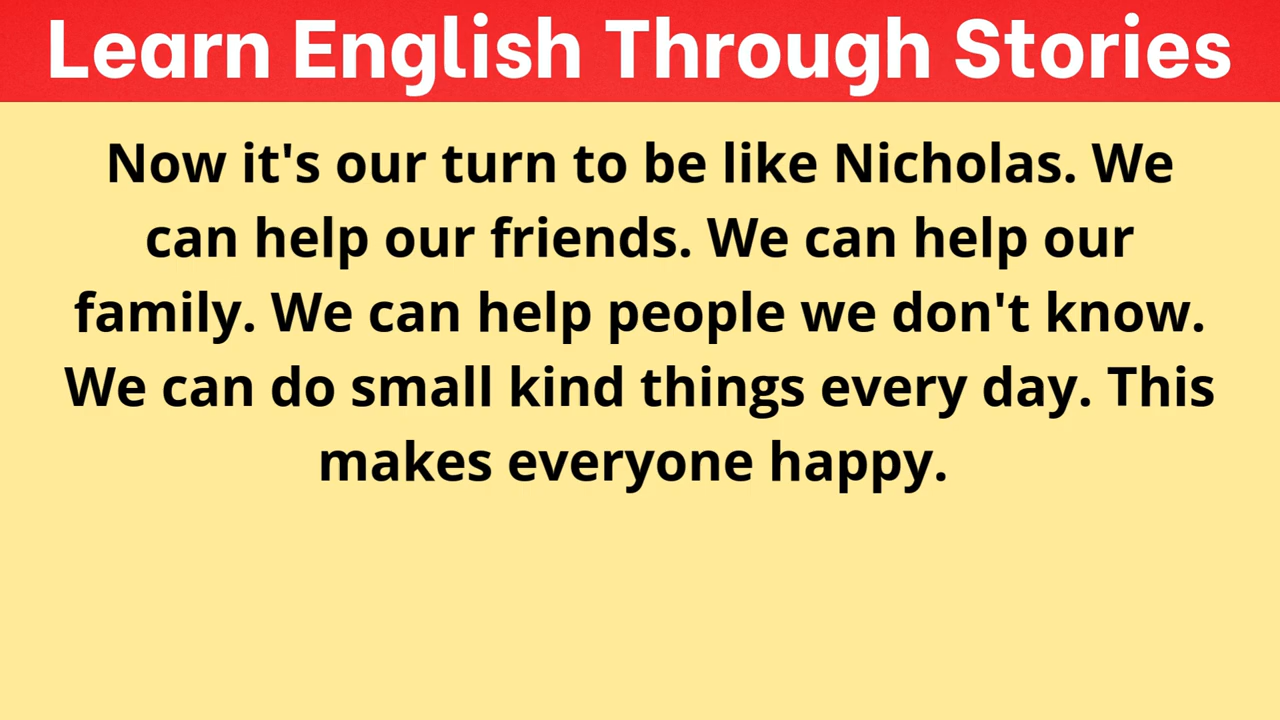 Learn English Through Stories
Now it's our turn to be like Nicholas. We
can help our friends. We can help our
family. We can help people we don't know.
We can do small kind things every day. This
makes everyone happy.